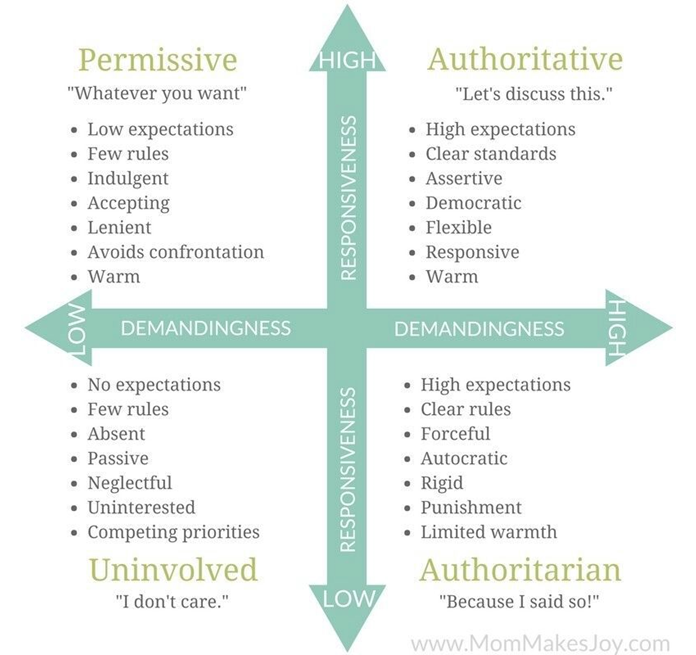 Permissive
"Whatever you want"
• Low expectations
• Few rules
• Indulgent
• Accepting
• Lenient
• Avoids confrontation
• Warm
HIGH
RESPONSIVENESS
Authoritative
"Let's discuss this."
• High expectations
• Clear standards
• Assertive
• Democratic
• Flexible
• Responsive
• Warm
LOW
DEMANDINGNESS
DEMANDINGNESS
HIGH
• No expectations
• Few rules
• Absent
• Passive
• Neglectful
• Uninterested
• Competing priorities
Uninvolved
"I don't care."
RESPONSIVENESS
LOW
• High expectations
• Clear rules
• Forceful
• Autocratic
• Rigid
• Punishment
• Limited warmth
Authoritarian
"Because I said so!"
www.MomMakesJoy.com